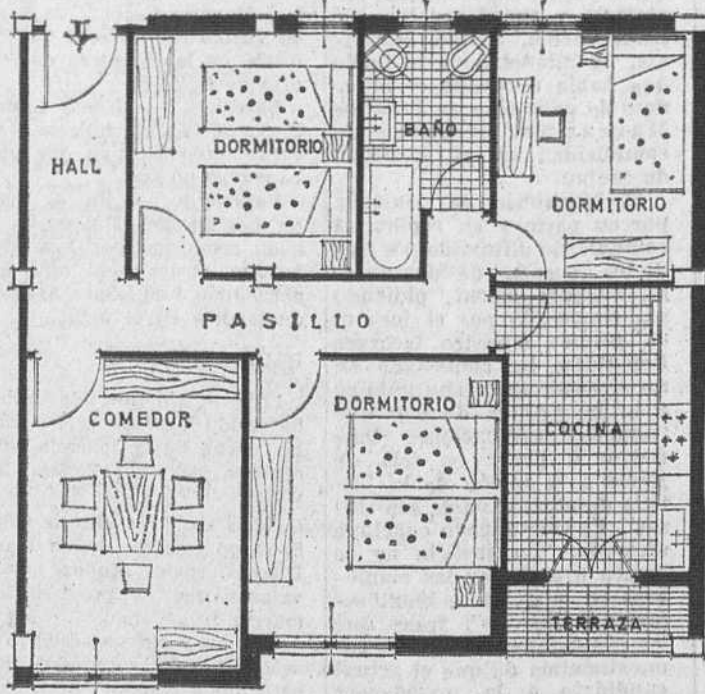 HALL
DORMITORIO
BAÑO
DORMITORIO
PASILLO
COMEDOR
DORMITORIO
COCINA
TERRAZA